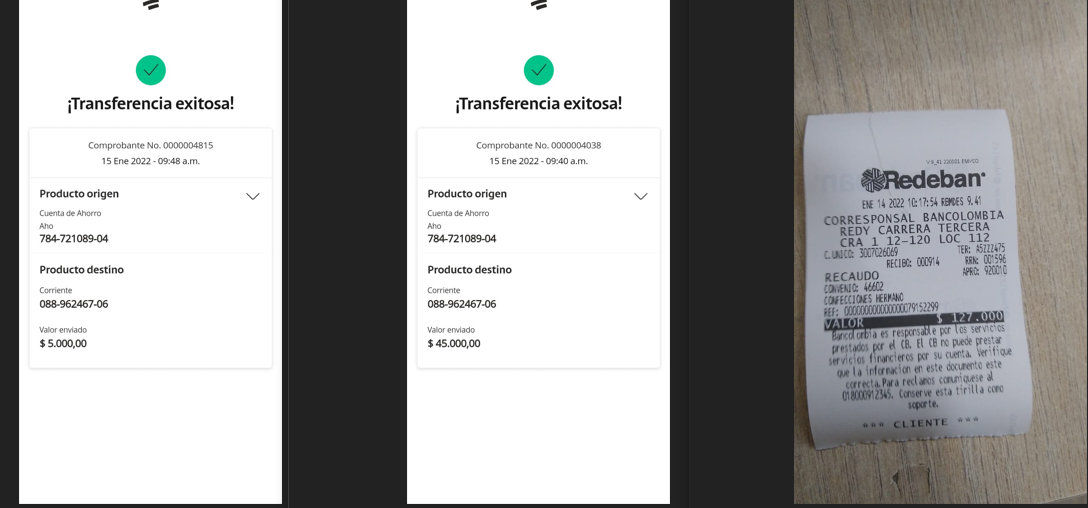 ¡Transferencia exitosa!
Comprobante No. 0000004815
15 Ene 2022 - 09:48 a.m.
Producto origen
Cuenta de Ahorro
Aho
784-721089-04
Producto destino
Corriente
088-962467-06
Valor enviado
$ 5.000,00
¡Transferencia exitosa!
Comprobante No. 0000004038
15 Ene 2022 - 09:40 a.m.
Producto origen
Cuenta de Ahorro
Aho
784-721089-04
Producto destino
Corriente
088-962467-06
Valor enviado
$ 45.000,00
Redeban
ENE 14 2022 10:17:54 RBMDES 9.41
CORRESPONSAL BANCOLOMBIA
REDY CARRERA TERCERA
CRA 1 12-120 LOC 112
C.UNICO: 3007026069 TER: ASZZZ475
RECIBO: 000914 RRN: 001596
RECAUDO APRO: 920010
CONVENIO: 46602
CONFECCIONES HERMANO
REF: 00000000000000079152299
VALOR $ 127.000
Bancolombia es responsable por los servicios
prestados por el CB. El CB no puede prestar
servicios financieros por su cuenta. Verifique
que la informacion en este documento este
correcta.Para reclamos comuniquese al
018000912345. Conserve esta tirilla como
soporte.
*** CLIENTE ***